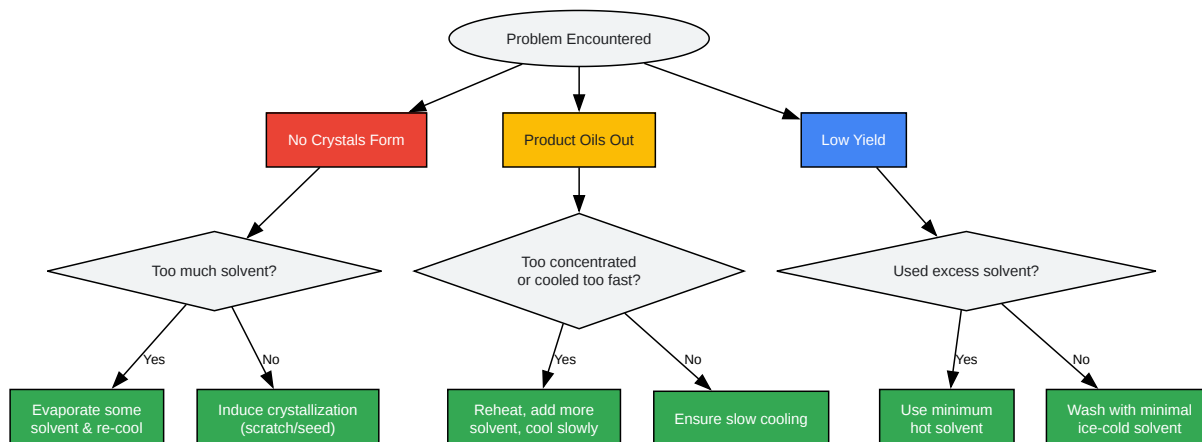 Problem Encountered
No Crystals Form
Product Oils Out
Low Yield
Too much solvent?
Too concentrated
or cooled too fast?
Used excess solvent?
Yes
No
Yes
No
Yes
No
Evaporate some
solvent & re-cool
Induce crystallization
(scratch/seed)
Reheat, add more
solvent, cool slowly
Ensure slow cooling
Use minimum
hot solvent
Wash with minimal
ice-cold solvent